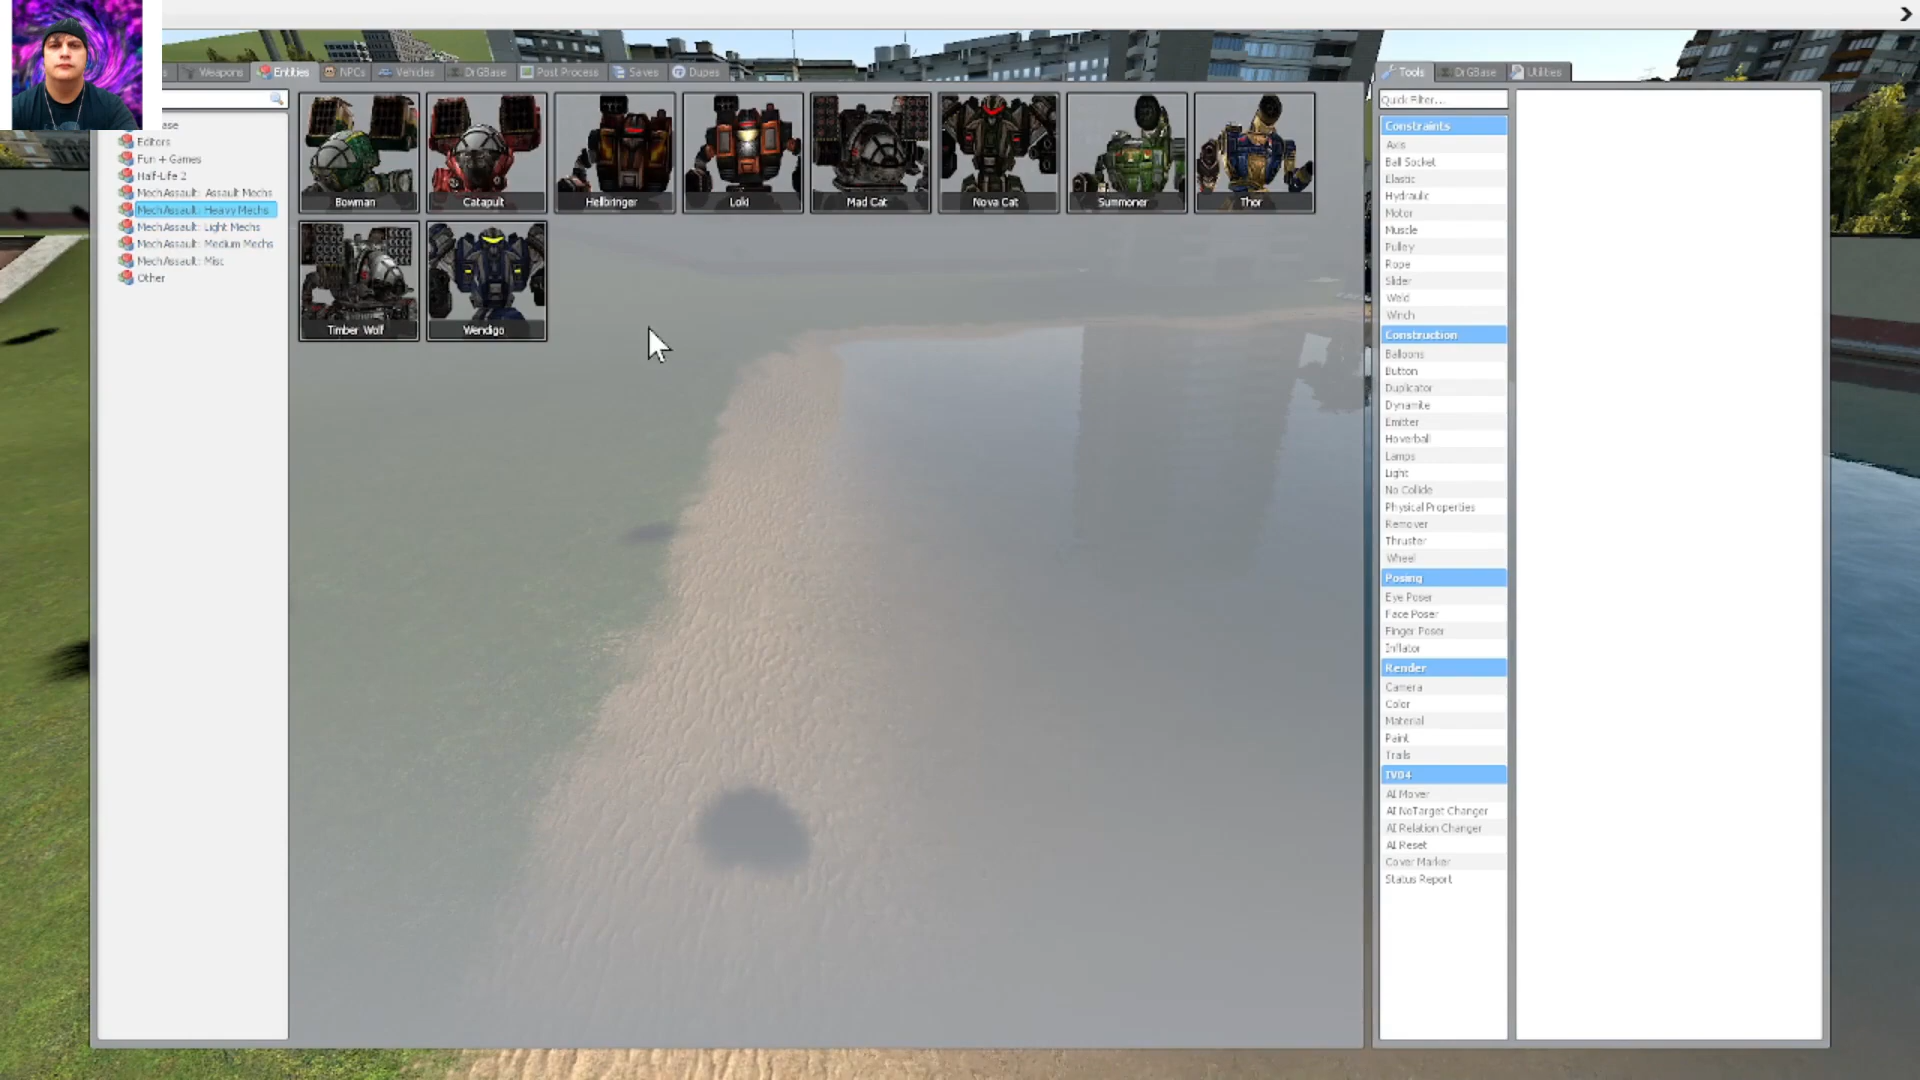 Weapons
Entities
NPCs
Vehicles
DrGBase
Post Process
Saves
Dupes
Editors
Fun + Games
Half-Life 2
MechAssault: Assault Mechs
MechAssault: Heavy Mechs
MechAssault: Light Mechs
MechAssault: Medium Mechs
MechAssault: Misc
Other
Bowman
Catapult
Hellbringer
Loki
Mad Cat
Nova Cat
Summoner
Thor
Timber Wolf
Wendigo
Tools
DrGBase
Utilities
Quick Filter...
Constraints
Axis
Ball Socket
Elastic
Hydraulic
Motor
Muscle
Pulley
Rope
Slider
Weld
Winch
Construction
Balloons
Button
Duplicator
Dynamite
Emitter
Hoverball
Lamps
Light
No Collide
Physical Properties
Remover
Thruster
Wheel
Posing
Eye Poser
Face Poser
Finger Poser
Inflator
Render
Camera
Color
Material
Paint
Trails
IV04
AI Mover
AI NoTarget Changer
AI Relation Changer
AI Reset
Cover Marker
Status Report